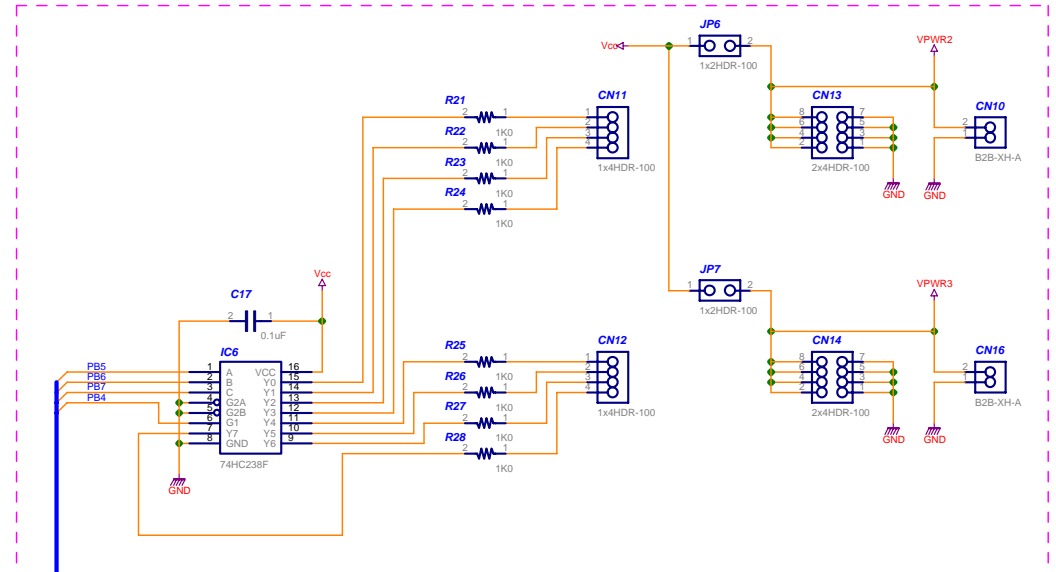 JP6
Vcc
1
2
1x2HDR-100
VPWR2
R21
2
1
1K0
CN11
1
2
3
4
1x4HDR-100
CN13
8
7
6
5
4
3
2
1
2x4HDR-100
CN10
2
1
B2B-XH-A
R22
2
1
1K0
R23
2
1
1K0
R24
2
1
1K0
GND
GND
JP7
1
2
1x2HDR-100
VPWR3
Vcc
C17
2
1
0.1uF
R25
2
1
1K0
CN12
1
2
3
4
1x4HDR-100
CN14
8
7
6
5
4
3
2
1
2x4HDR-100
CN16
2
1
B2B-XH-A
IC6
PB5
1
A
VCC
16
PB6
2
B
Y0
15
PB7
3
C
Y1
14
PB4
4
G2A
Y2
13
5
G2B
Y3
12
6
G1
Y4
11
7
Y7
Y5
10
8
GND
Y6
9
74HC238F
R26
2
1
1K0
R27
2
1
1K0
R28
2
1
1K0
GND
GND
GND